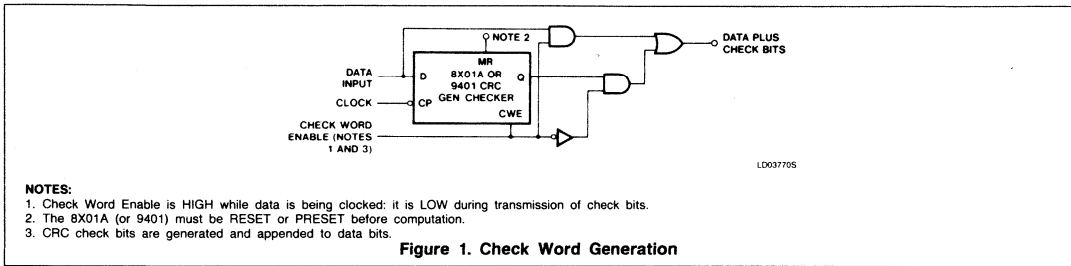 NOTE 2
DATA PLUS
CHECK BITS
MR
DATA
INPUT
D
8X01A OR
9401 CRC
GEN CHECKER
Q
CLOCK
CP
CWE
CHECK WORD
ENABLE (NOTES
1 AND 3)
LD03770S
NOTES:
1. Check Word Enable is HIGH while data is being clocked: it is LOW during transmission of check bits.
2. The 8X01A (or 9401) must be RESET or PRESET before computation.
3. CRC check bits are generated and appended to data bits.
Figure 1. Check Word Generation